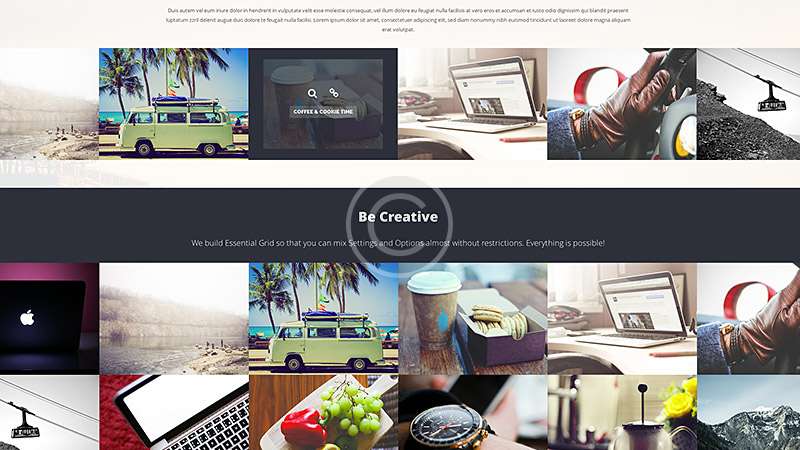 Duis autem vel eum iriure dolor in hendrerit in vulputate velit esse molestie consequat, vel illum dolore eu feugiat nulla facilisis at vero eros et accumsan et iusto odio dignissim qui blandit praesent
luptatum zzril delenit augue duis dolore te feugait nulla facilisi. Lorem ipsum dolor sit amet, consectetuer adipiscing elit, sed diam nonummy nibh euismod tincidunt ut laoreet dolore magna aliquam
erat volutpat.
COFFEE & COOKIE TIME
Be Creative
We build Essential Grid so that you can mix Settings and Options almost without restrictions. Everything is possible!